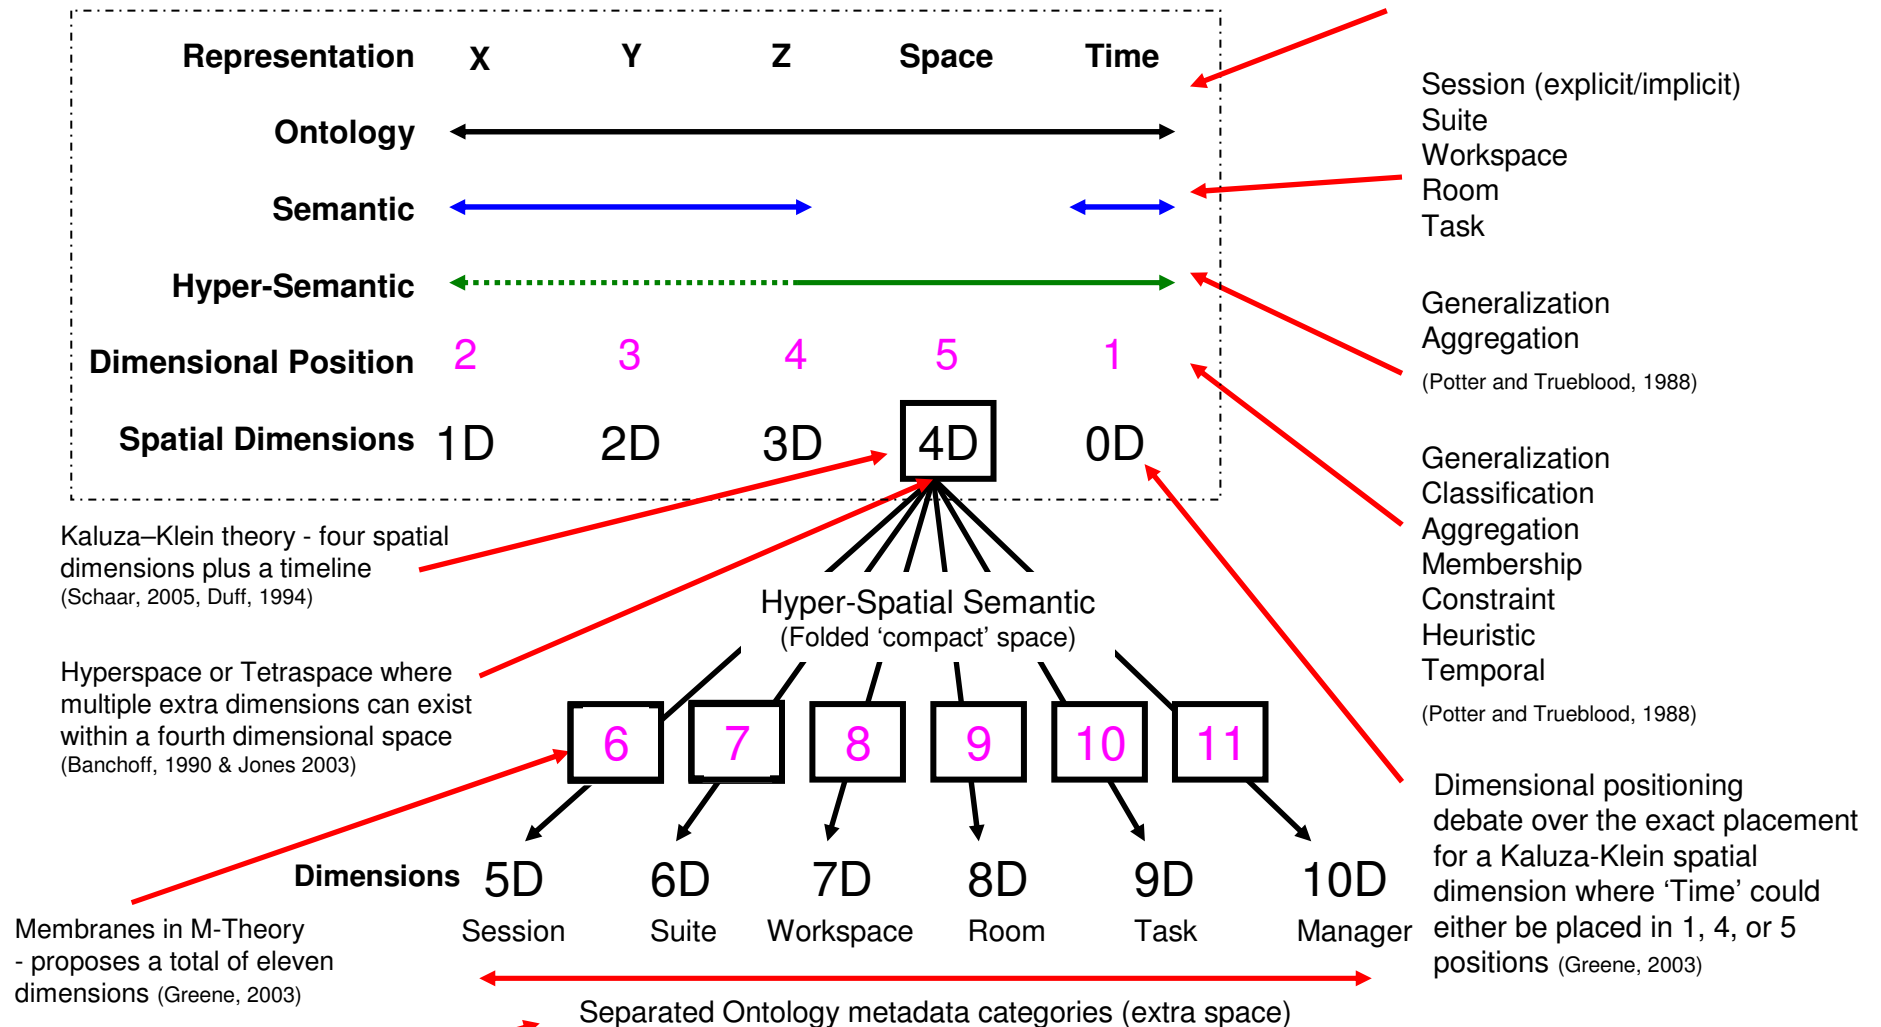 Representation X Y Z Space Time
Ontology
Semantic
Hyper-Semantic
Dimensional Position 2 3 4 5 1
Spatial Dimensions 1D 2D 3D 4D 0D
Session (explicit/implicit)
Suite
Workspace
Room
Task
Generalization
Aggregation
(Potter and Trueblood, 1988)
Generalization
Classification
Aggregation
Membership
Constraint
Heuristic
Temporal
(Potter and Trueblood, 1988)
Kaluza–Klein theory - four spatial
dimensions plus a timeline
(Schaar, 2005, Duff, 1994)
Hyper-Spatial Semantic
(Folded ‘compact’ space)
Hyperspace or Tetraspace where
multiple extra dimensions can exist
within a fourth dimensional space
(Banchoff, 1990 & Jones 2003)
6 7 8 9 10 11
Dimensional positioning
debate over the exact placement
for a Kaluza-Klein spatial
dimension where ‘Time’ could
either be placed in 1, 4, or 5
positions (Greene, 2003)
Dimensions 5D 6D 7D 8D 9D 10D
Session Suite Workspace Room Task Manager
Membranes in M-Theory
- proposes a total of eleven
dimensions (Greene, 2003)
Separated Ontology metadata categories (extra space)